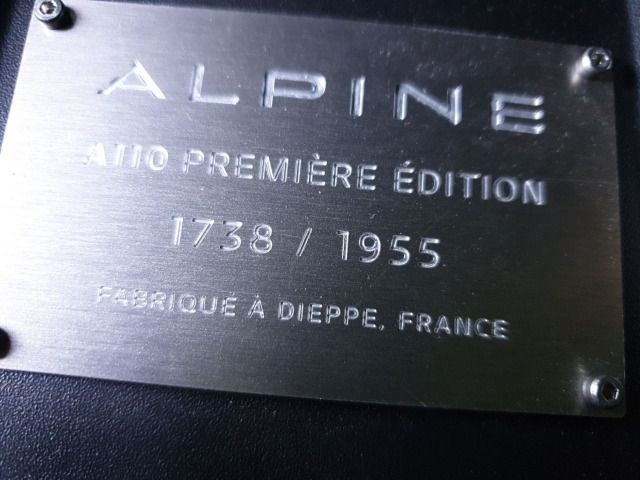 ALPINE
A110 PREMIÈRE ÉDITION
1738 / 1955
FABRIQUÉ À DIEPPE, FRANCE